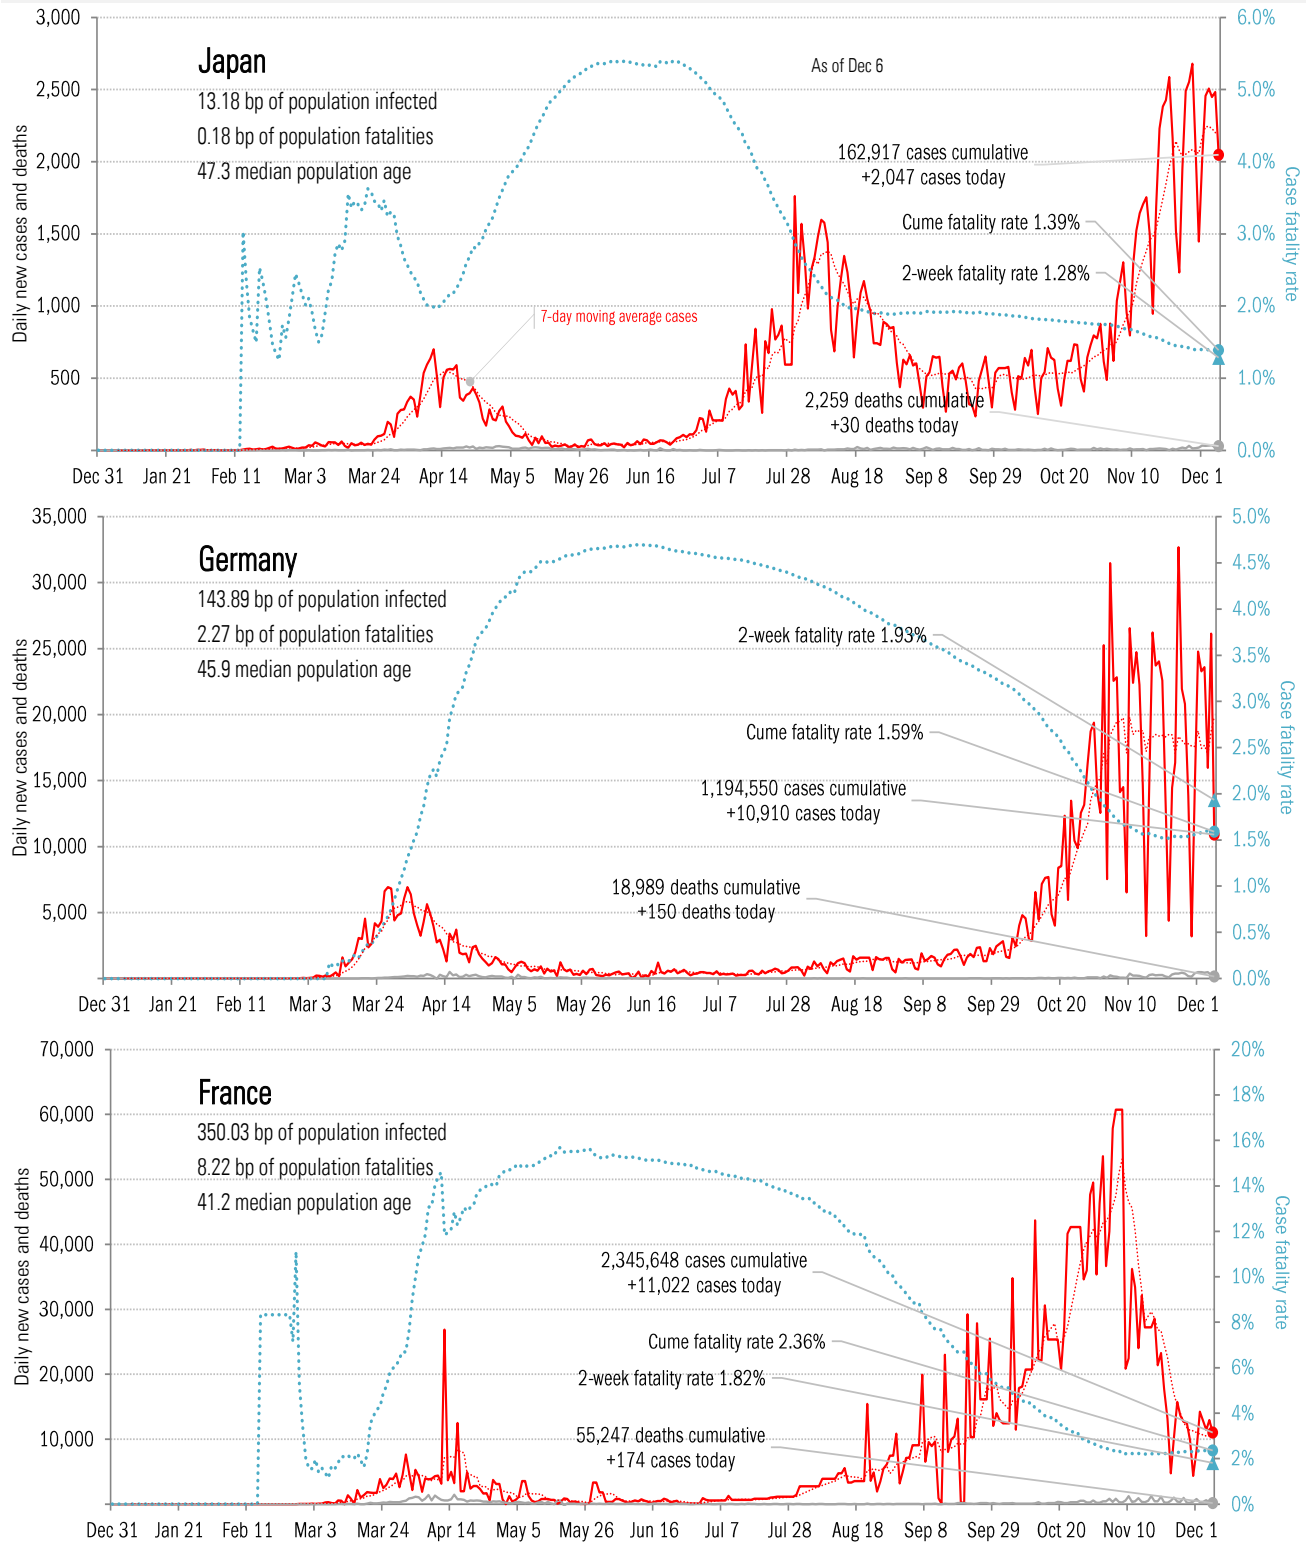 3,000
2,500
2,000
1,500
1,000
500
Daily new cases and deaths
Japan
13.18 bp of population infected
0.18 bp of population fatalities
47.3 median population age
As of Dec 6
162,917 cases cumulative
+2,047 cases today
Cume fatality rate 1.39%
2-week fatality rate 1.28%
7-day moving average cases
2,259 deaths cumulative
+30 deaths today
6.0%
5.0%
4.0%
3.0%
2.0%
1.0%
0.0%
Case fatality rate
Dec 31 Jan 21 Feb 11 Mar 3 Mar 24 Apr 14 May 5 May 26 Jun 16 Jul 7 Jul 28 Aug 18 Sep 8 Sep 29 Oct 20 Nov 10 Dec 1
35,000
30,000
25,000
20,000
15,000
10,000
5,000
Daily new cases and deaths
Germany
143.89 bp of population infected
2.27 bp of population fatalities
45.9 median population age
2-week fatality rate 1.93%
Cume fatality rate 1.59%
1,194,550 cases cumulative
+10,910 cases today
18,989 deaths cumulative
+150 deaths today
5.0%
4.5%
4.0%
3.5%
3.0%
2.5%
2.0%
1.5%
1.0%
0.5%
0.0%
Case fatality rate
Dec 31 Jan 21 Feb 11 Mar 3 Mar 24 Apr 14 May 5 May 26 Jun 16 Jul 7 Jul 28 Aug 18 Sep 8 Sep 29 Oct 20 Nov 10 Dec 1
70,000
60,000
50,000
40,000
30,000
20,000
10,000
Daily new cases and deaths
France
350.03 bp of population infected
8.22 bp of population fatalities
41.2 median population age
2,345,648 cases cumulative
+11,022 cases today
Cume fatality rate 2.36%
2-week fatality rate 1.82%
55,247 deaths cumulative
+174 cases today
20%
18%
16%
14%
12%
10%
8%
6%
4%
2%
0%
Case fatality rate
Dec 31 Jan 21 Feb 11 Mar 3 Mar 24 Apr 14 May 5 May 26 Jun 16 Jul 7 Jul 28 Aug 18 Sep 8 Sep 29 Oct 20 Nov 10 Dec 1